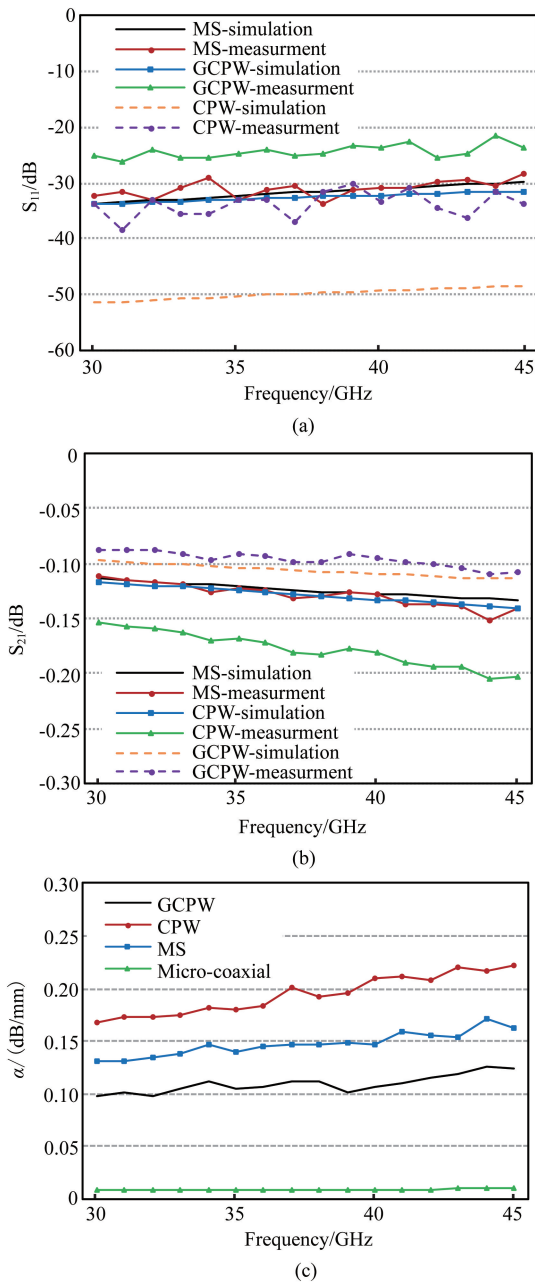 0
-10
-20
-30
-40
-50
-60
S11/dB
MS-simulation
MS-measurment
GCPW-simulation
GCPW-measurment
CPW-simulation
CPW-measurment
30 35 40 45
Frequency/GHz
(a)
0
-0.05
-0.10
-0.15
-0.20
-0.25
-0.30
S21/dB
MS-simulation
MS-measurment
CPW-simulation
CPW-measurment
GCPW-simulation
GCPW-measurment
30 35 40 45
Frequency/GHz
(b)
0.30
0.25
0.20
0.15
0.10
0.05
0
α/ (dB/mm)
GCPW
CPW
MS
Micro-coaxial
30 35 40 45
Frequency/GHz
(c)